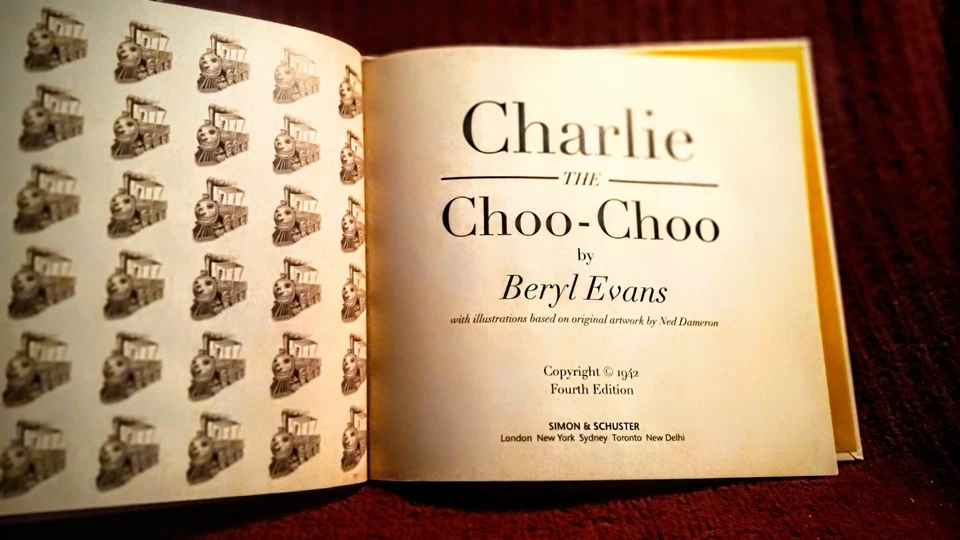 Charlie
THE
Choo-Choo
by
Beryl Evans
with illustrations based on original artwork by Ned Dameron
Copyright © 1942
Fourth Edition
SIMON & SCHUSTER
London New York Sydney Toronto New Delhi